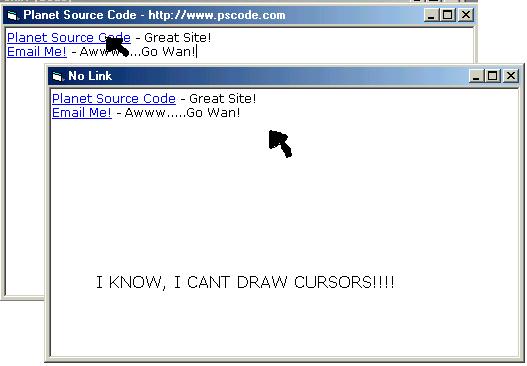 Planet Source Code - http://www.pscode.com
Planet Source Code - Great Site!
Email Me! - Awww.....Go Wan!
No Link
Planet Source Code - Great Site!
Email Me! - Awww.....Go Wan!
I KNOW, I CANT DRAW CURSORS!!!!